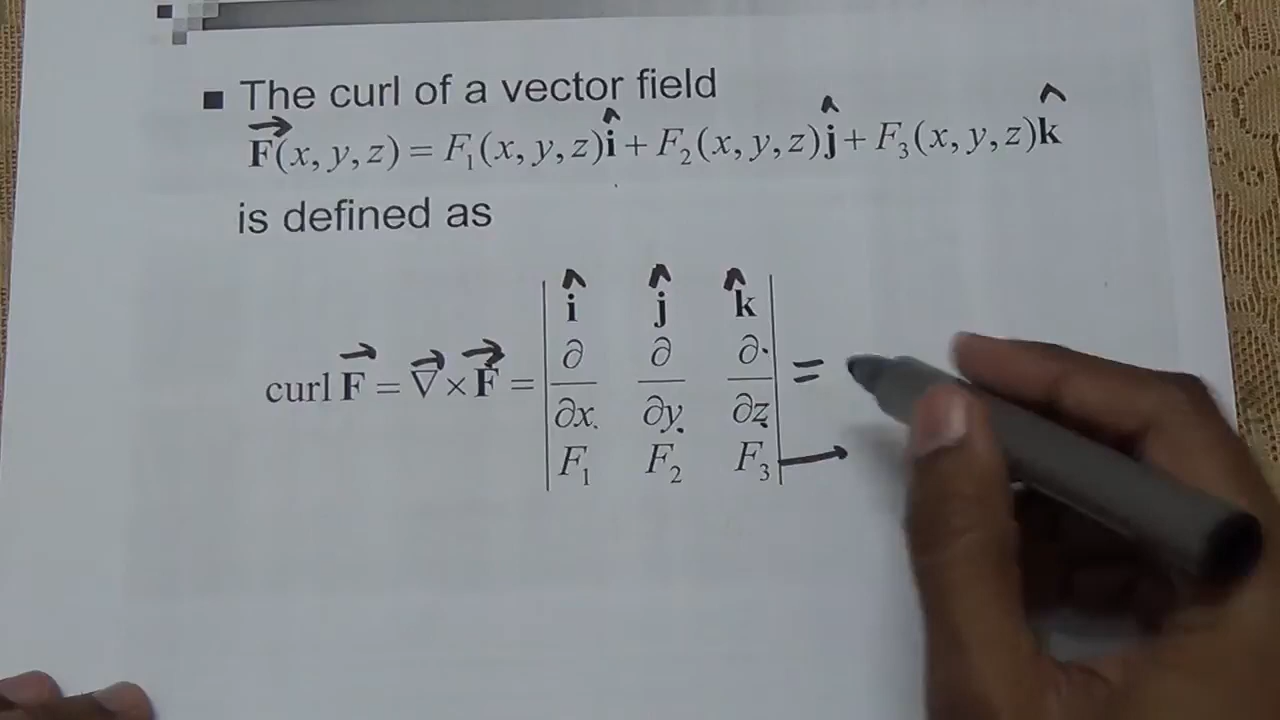 The curl of a vector field
F⃗(x, y, z) = F₁(x, y, z)î + F₂(x, y, z)ĵ + F₃(x, y, z)k̂
is defined as
î ĵ k̂
curl F⃗ = ∇⃗ × F⃗ = | ∂/∂x ∂/∂y ∂/∂z | =
F₁ F₂ F₃ →